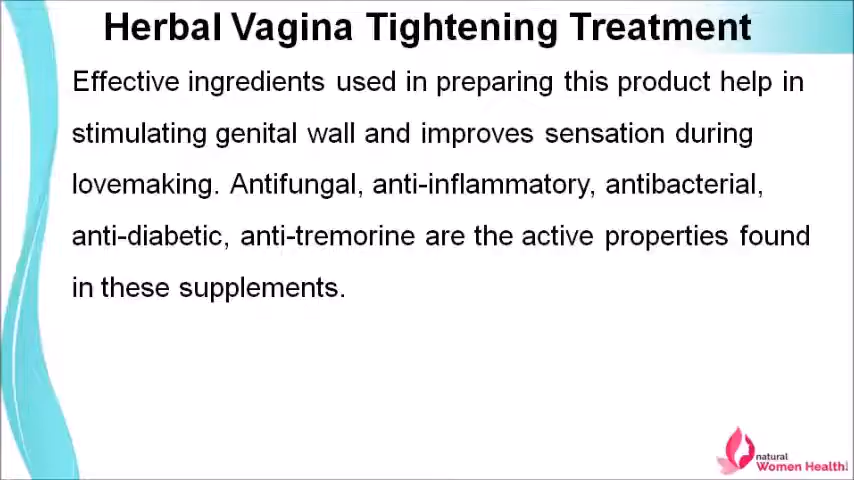 Herbal Vagina Tightening Treatment
Effective ingredients used in preparing this product help in
stimulating genital wall and improves sensation during
lovemaking. Antifungal, anti-inflammatory, antibacterial,
anti-diabetic, anti-tremorine are the active properties found
in these supplements.
natural
Women Health!